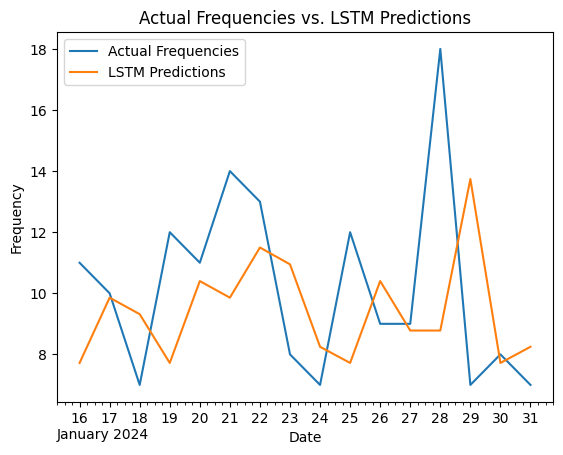 Actual Frequencies vs. LSTM Predictions
Actual Frequencies
LSTM Predictions
18
16
14
12
10
8
Frequency
16 17 18 19 20 21 22 23 24 25 26 27 28 29 30 31
January 2024
Date